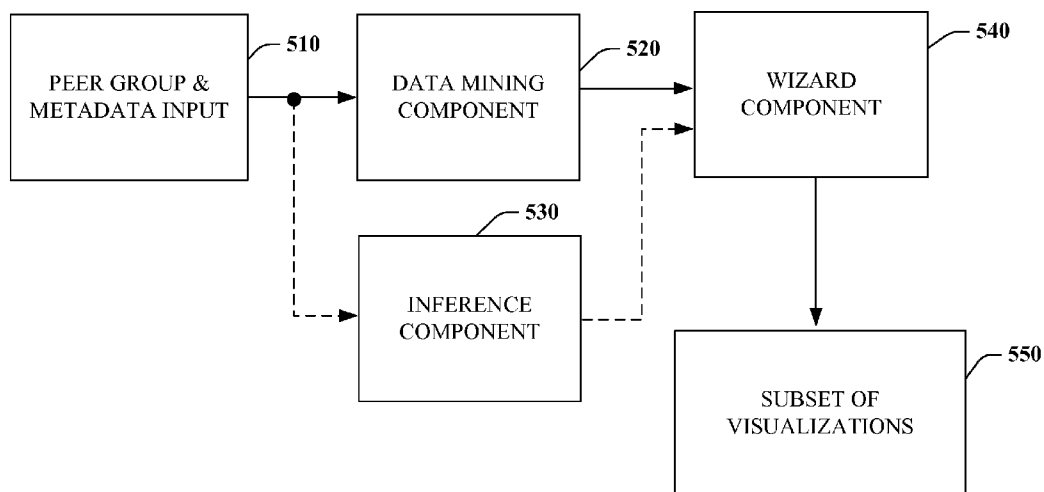 510
PEER GROUP &
METADATA INPUT
520
DATA MINING
COMPONENT
540
WIZARD
COMPONENT
530
INFERENCE
COMPONENT
550
SUBSET OF
VISUALIZATIONS